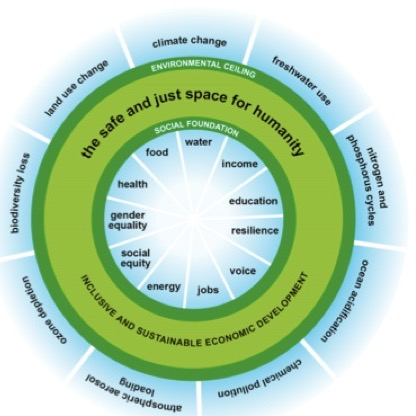 climate change
freshwater use
nitrogen and
phosphorus cycles
ocean acidification
chemical pollution
atmospheric aerosol
loading
ozone depletion
biodiversity loss
land use change
ENVIRONMENTAL CEILING
the safe and just space for humanity
SOCIAL FOUNDATION
water
income
education
resilience
voice
jobs
energy
social
equity
gender
equality
health
food
INCLUSIVE AND SUSTAINABLE ECONOMIC DEVELOPMENT